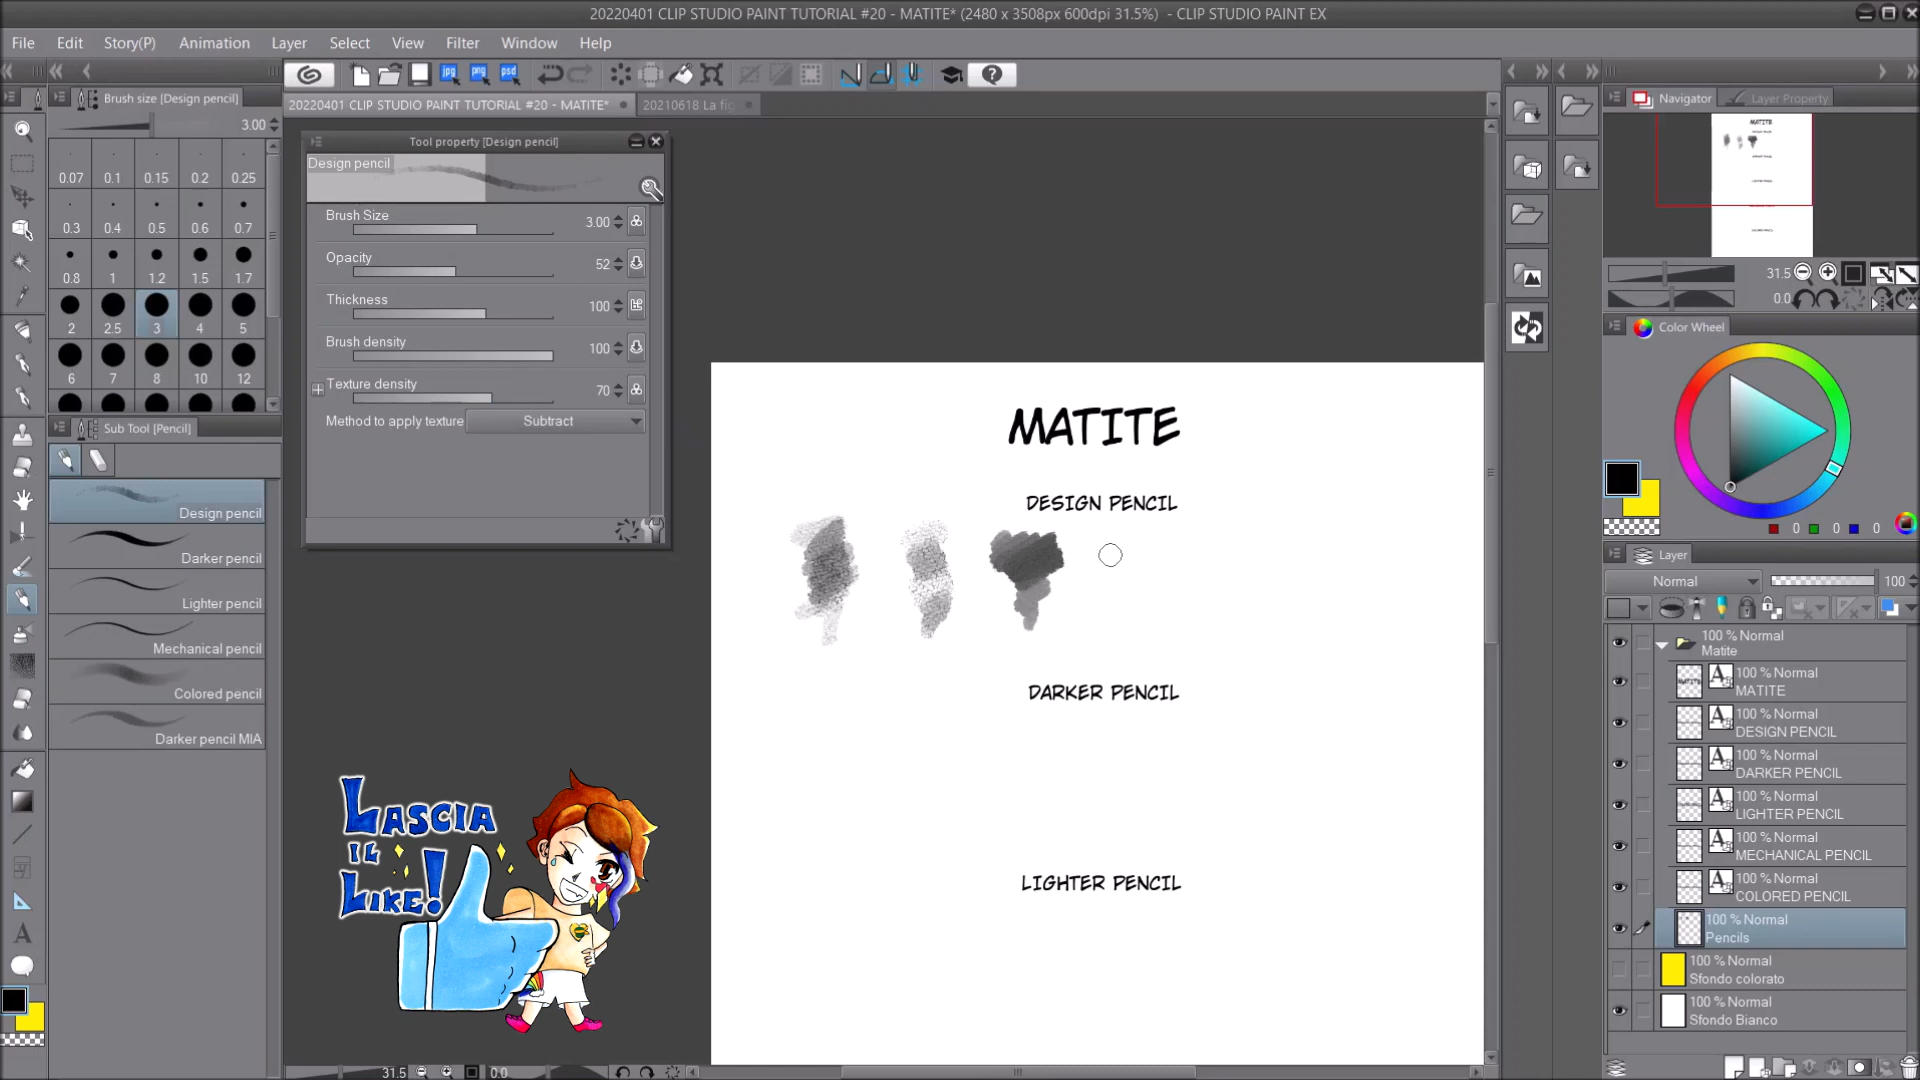 20220401 CLIP STUDIO PAINT TUTORIAL #20 - MATITE* (2480 x 3508px 600dpi 31.5%)  - CLIP STUDIO PAINT EX
File Edit Story(P) Animation Layer Select View Filter Window Help
jpg png psd ?
Brush size [Design pencil]
3.00
0.07 0.1 0.15 0.2 0.25
0.3 0.4 0.5 0.6 0.7
0.8 1 1.2 1.5 1.7
2 2.5 3 4 5
6 7 8 10 12
Sub Tool [Pencil]
Design pencil
Darker pencil
Lighter pencil
Mechanical pencil
Colored pencil
Darker pencil MIA
20220401 CLIP STUDIO PAINT TUTORIAL #20 - MATITE*
20210618 La fig
Tool property [Design pencil]
Design pencil
Brush Size 3.00
Opacity 52
Thickness 100
Brush density 100
Texture density 70
Method to apply texture Subtract
MATITE
DESIGN PENCIL
DARKER PENCIL
LIGHTER PENCIL
LASCIA
IL
LIKE!
31.5 0.0
Navigator Layer Property
MATITE
31.5
0.0
Color Wheel
0 0 0
Layer
Normal 100
100 % Normal
Matite
100 % Normal
MATITE
100 % Normal
DESIGN PENCIL
100 % Normal
DARKER PENCIL
100 % Normal
LIGHTER PENCIL
100 % Normal
MECHANICAL PENCIL
100 % Normal
COLORED PENCIL
100 % Normal
Pencils
100 % Normal
Sfondo colorato
100 % Normal
Sfondo Bianco